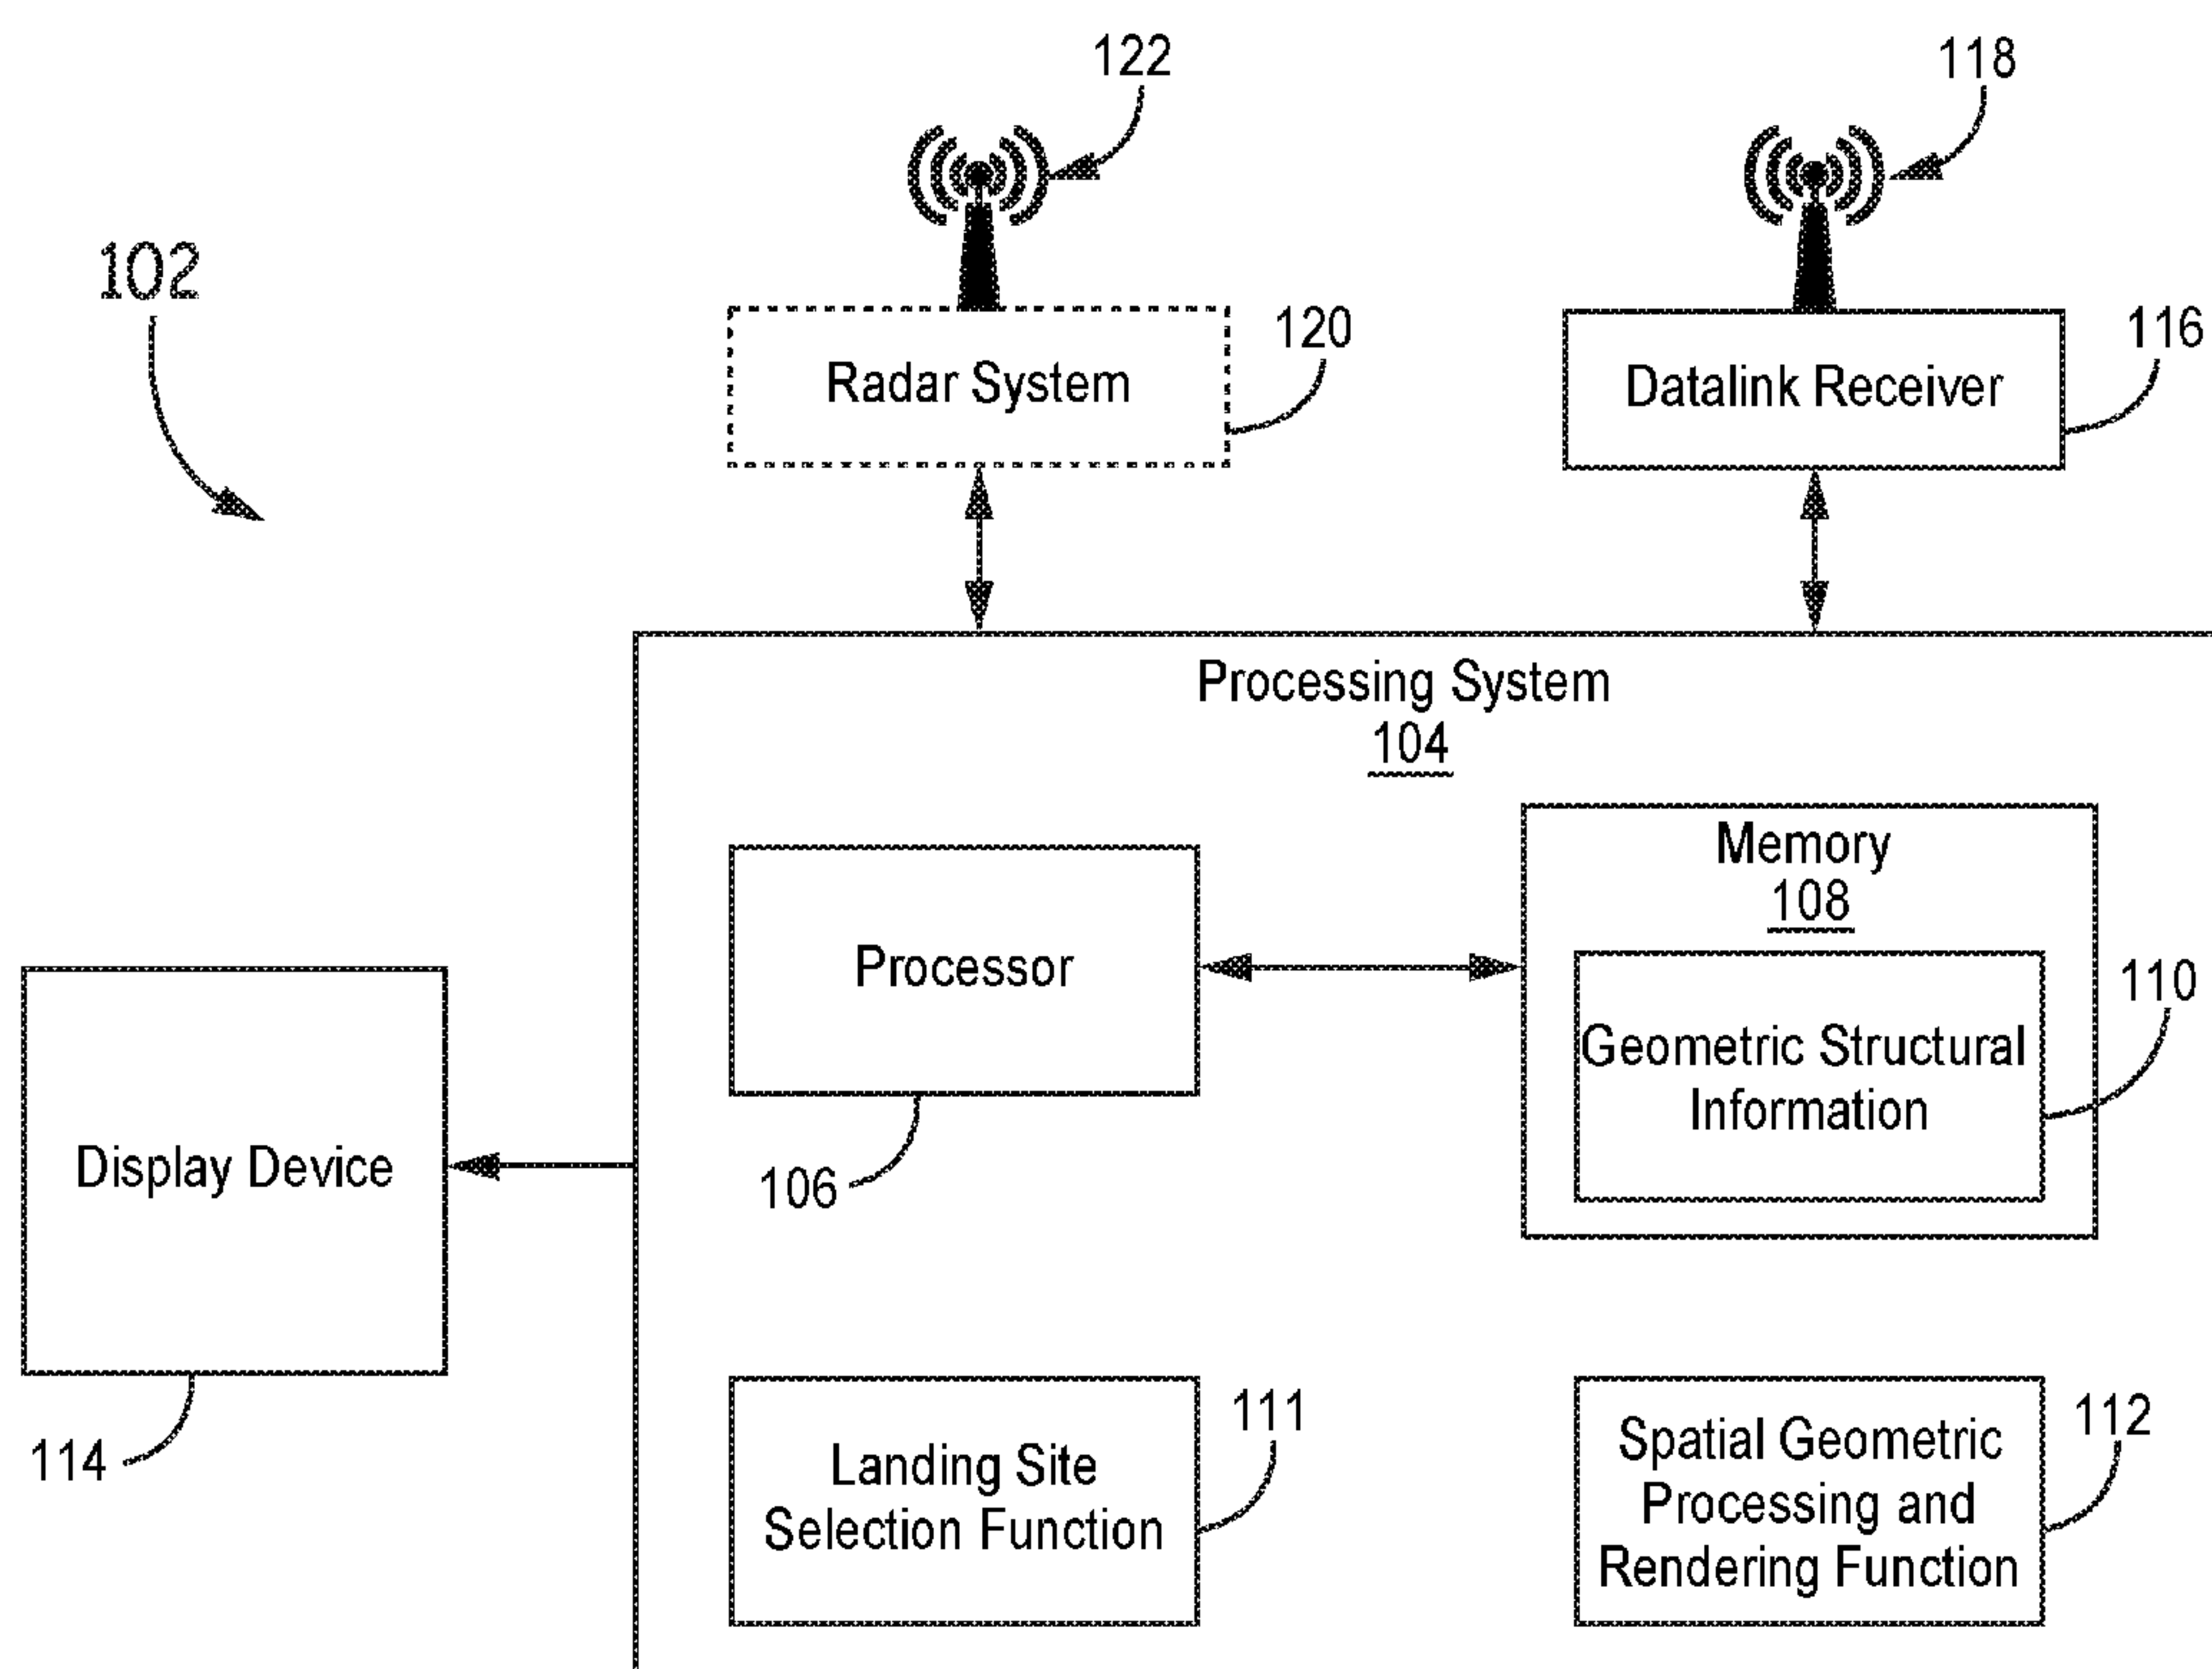 122
118
102
120
116
Radar System
Datalink Receiver
Processing System
104
Memory
108
Processor
110
Geometric Structural
Information
Display Device
106
114
111
112
Landing Site
Selection Function
Spatial Geometric
Processing and
Rendering Function